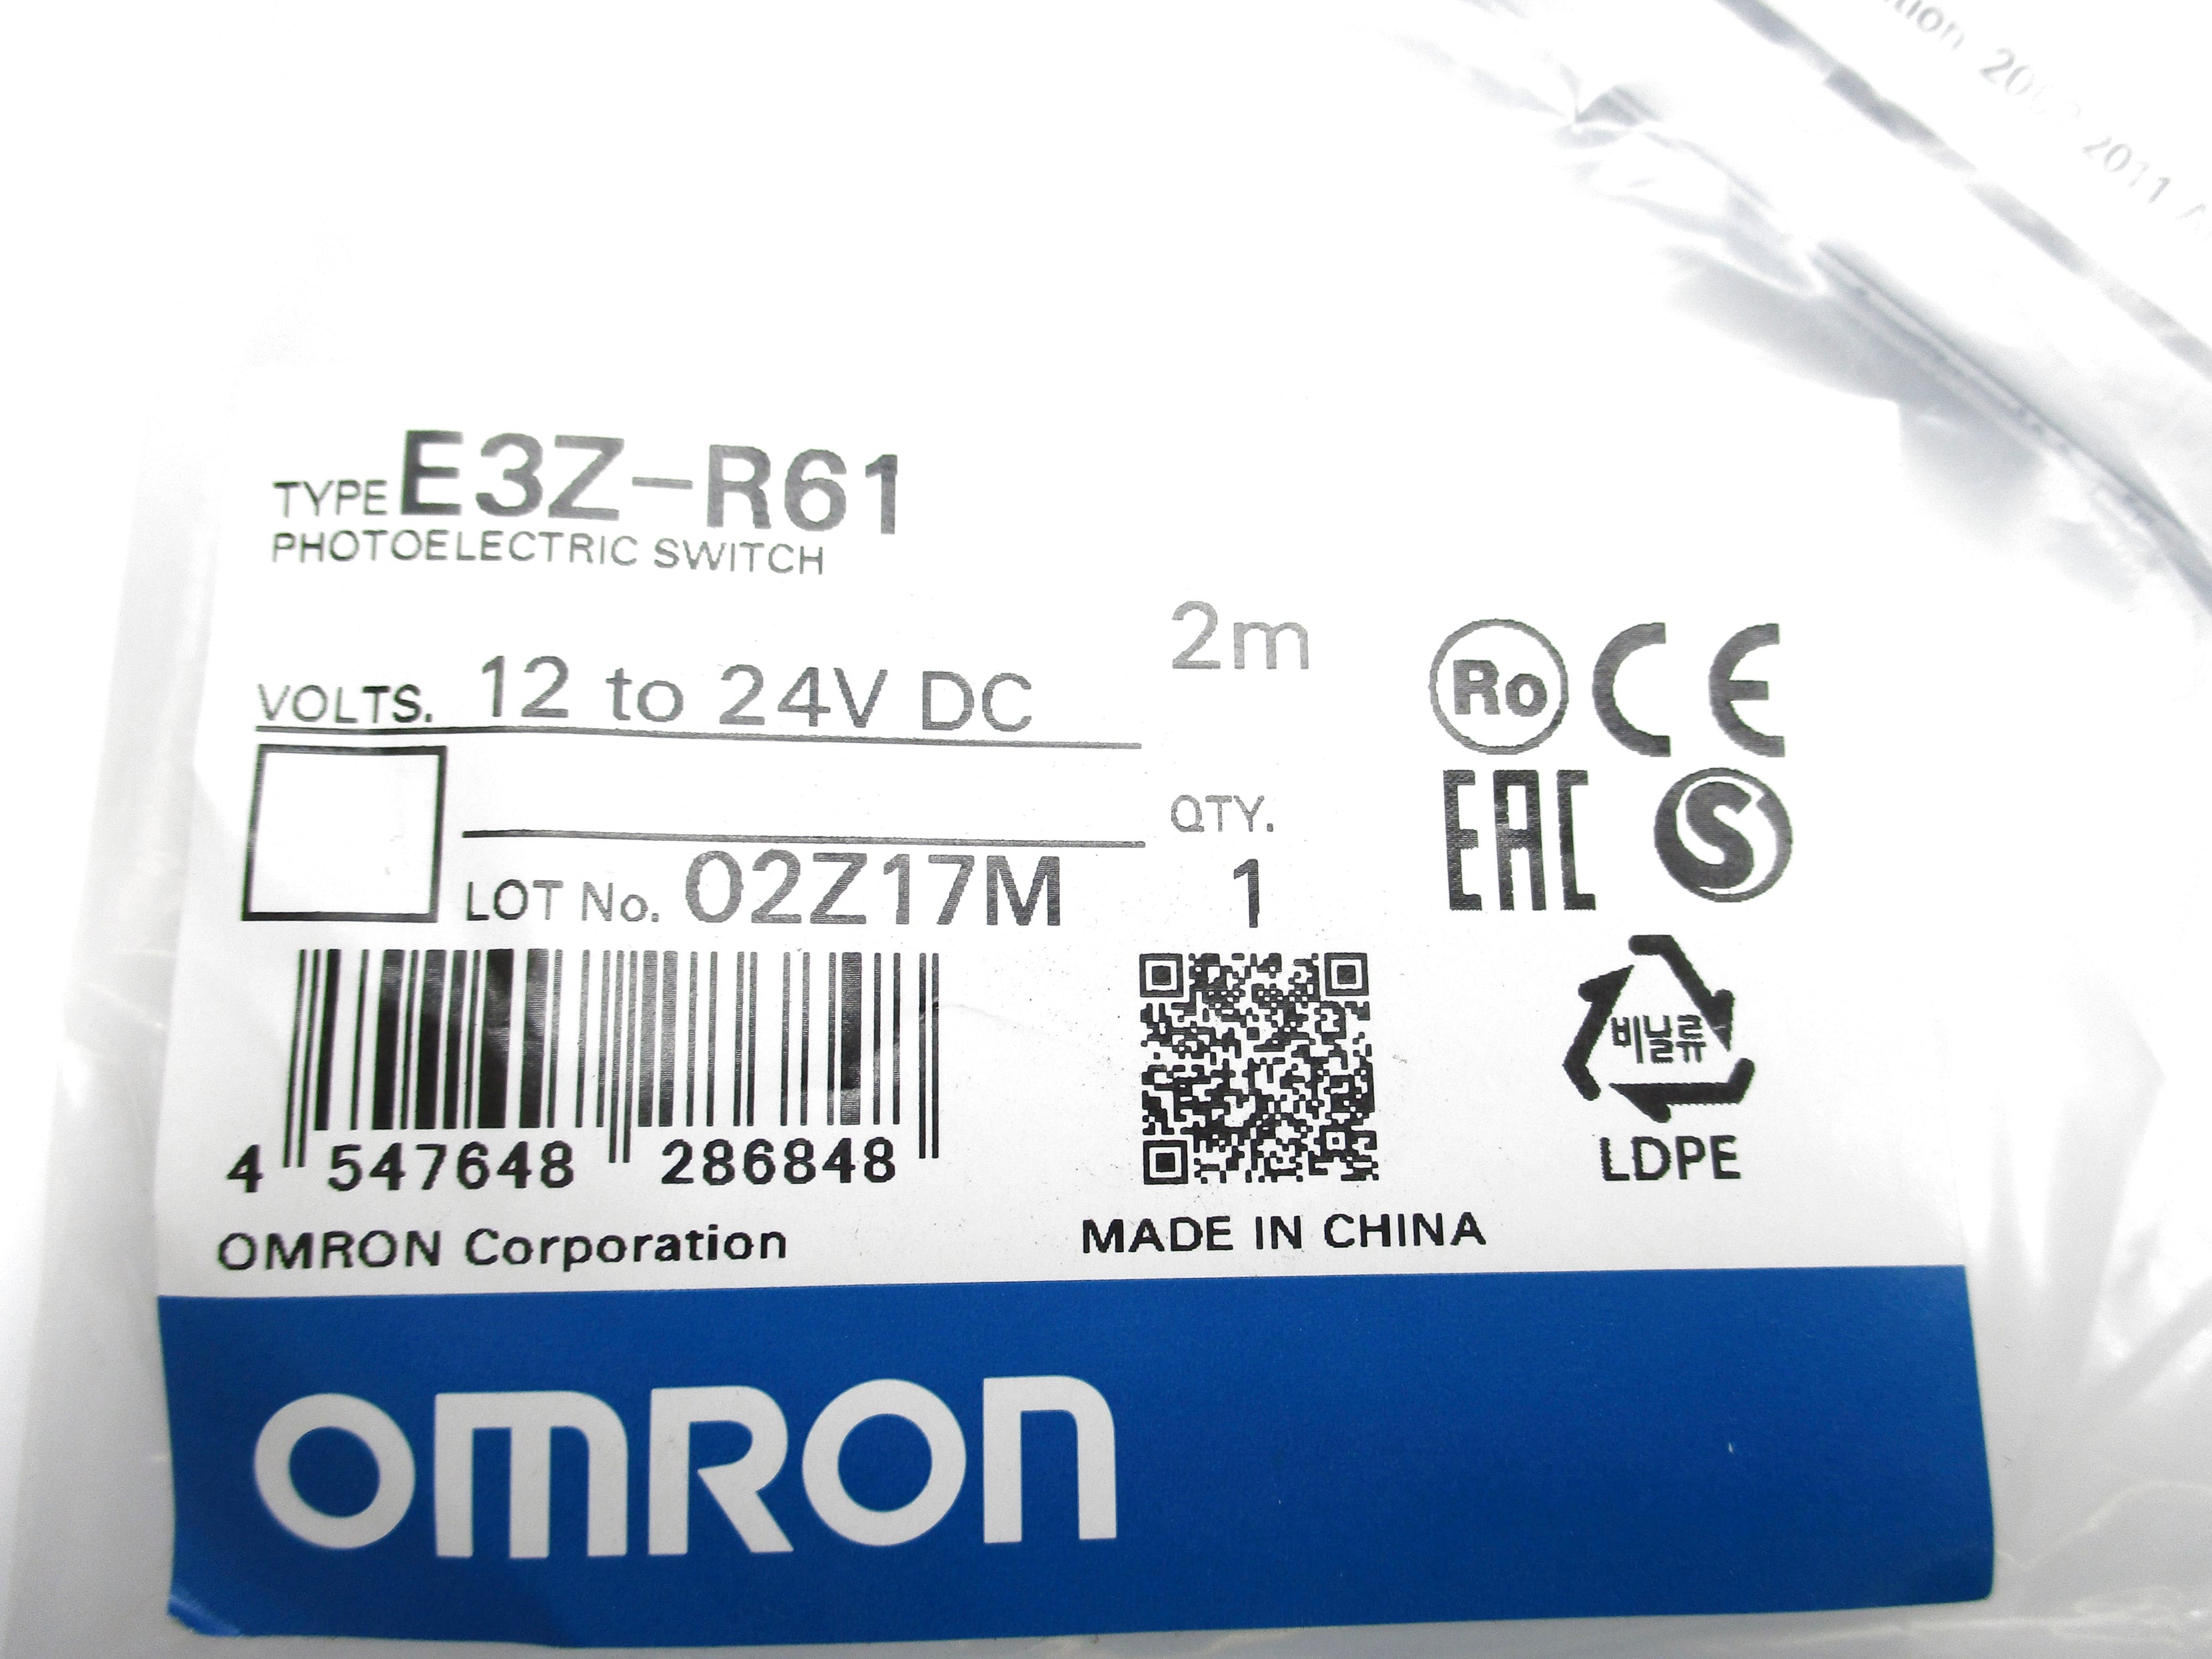 2011
TYPE E3Z-R61
PHOTOELECTRIC SWITCH
2m
VOLTS. 12 to 24V DC
Ro CE
QTY.
EAC S
LOT No. 02Z17M
1
비닐류
LDPE
4 547648 286848
OMRON Corporation
MADE IN CHINA
OMRON